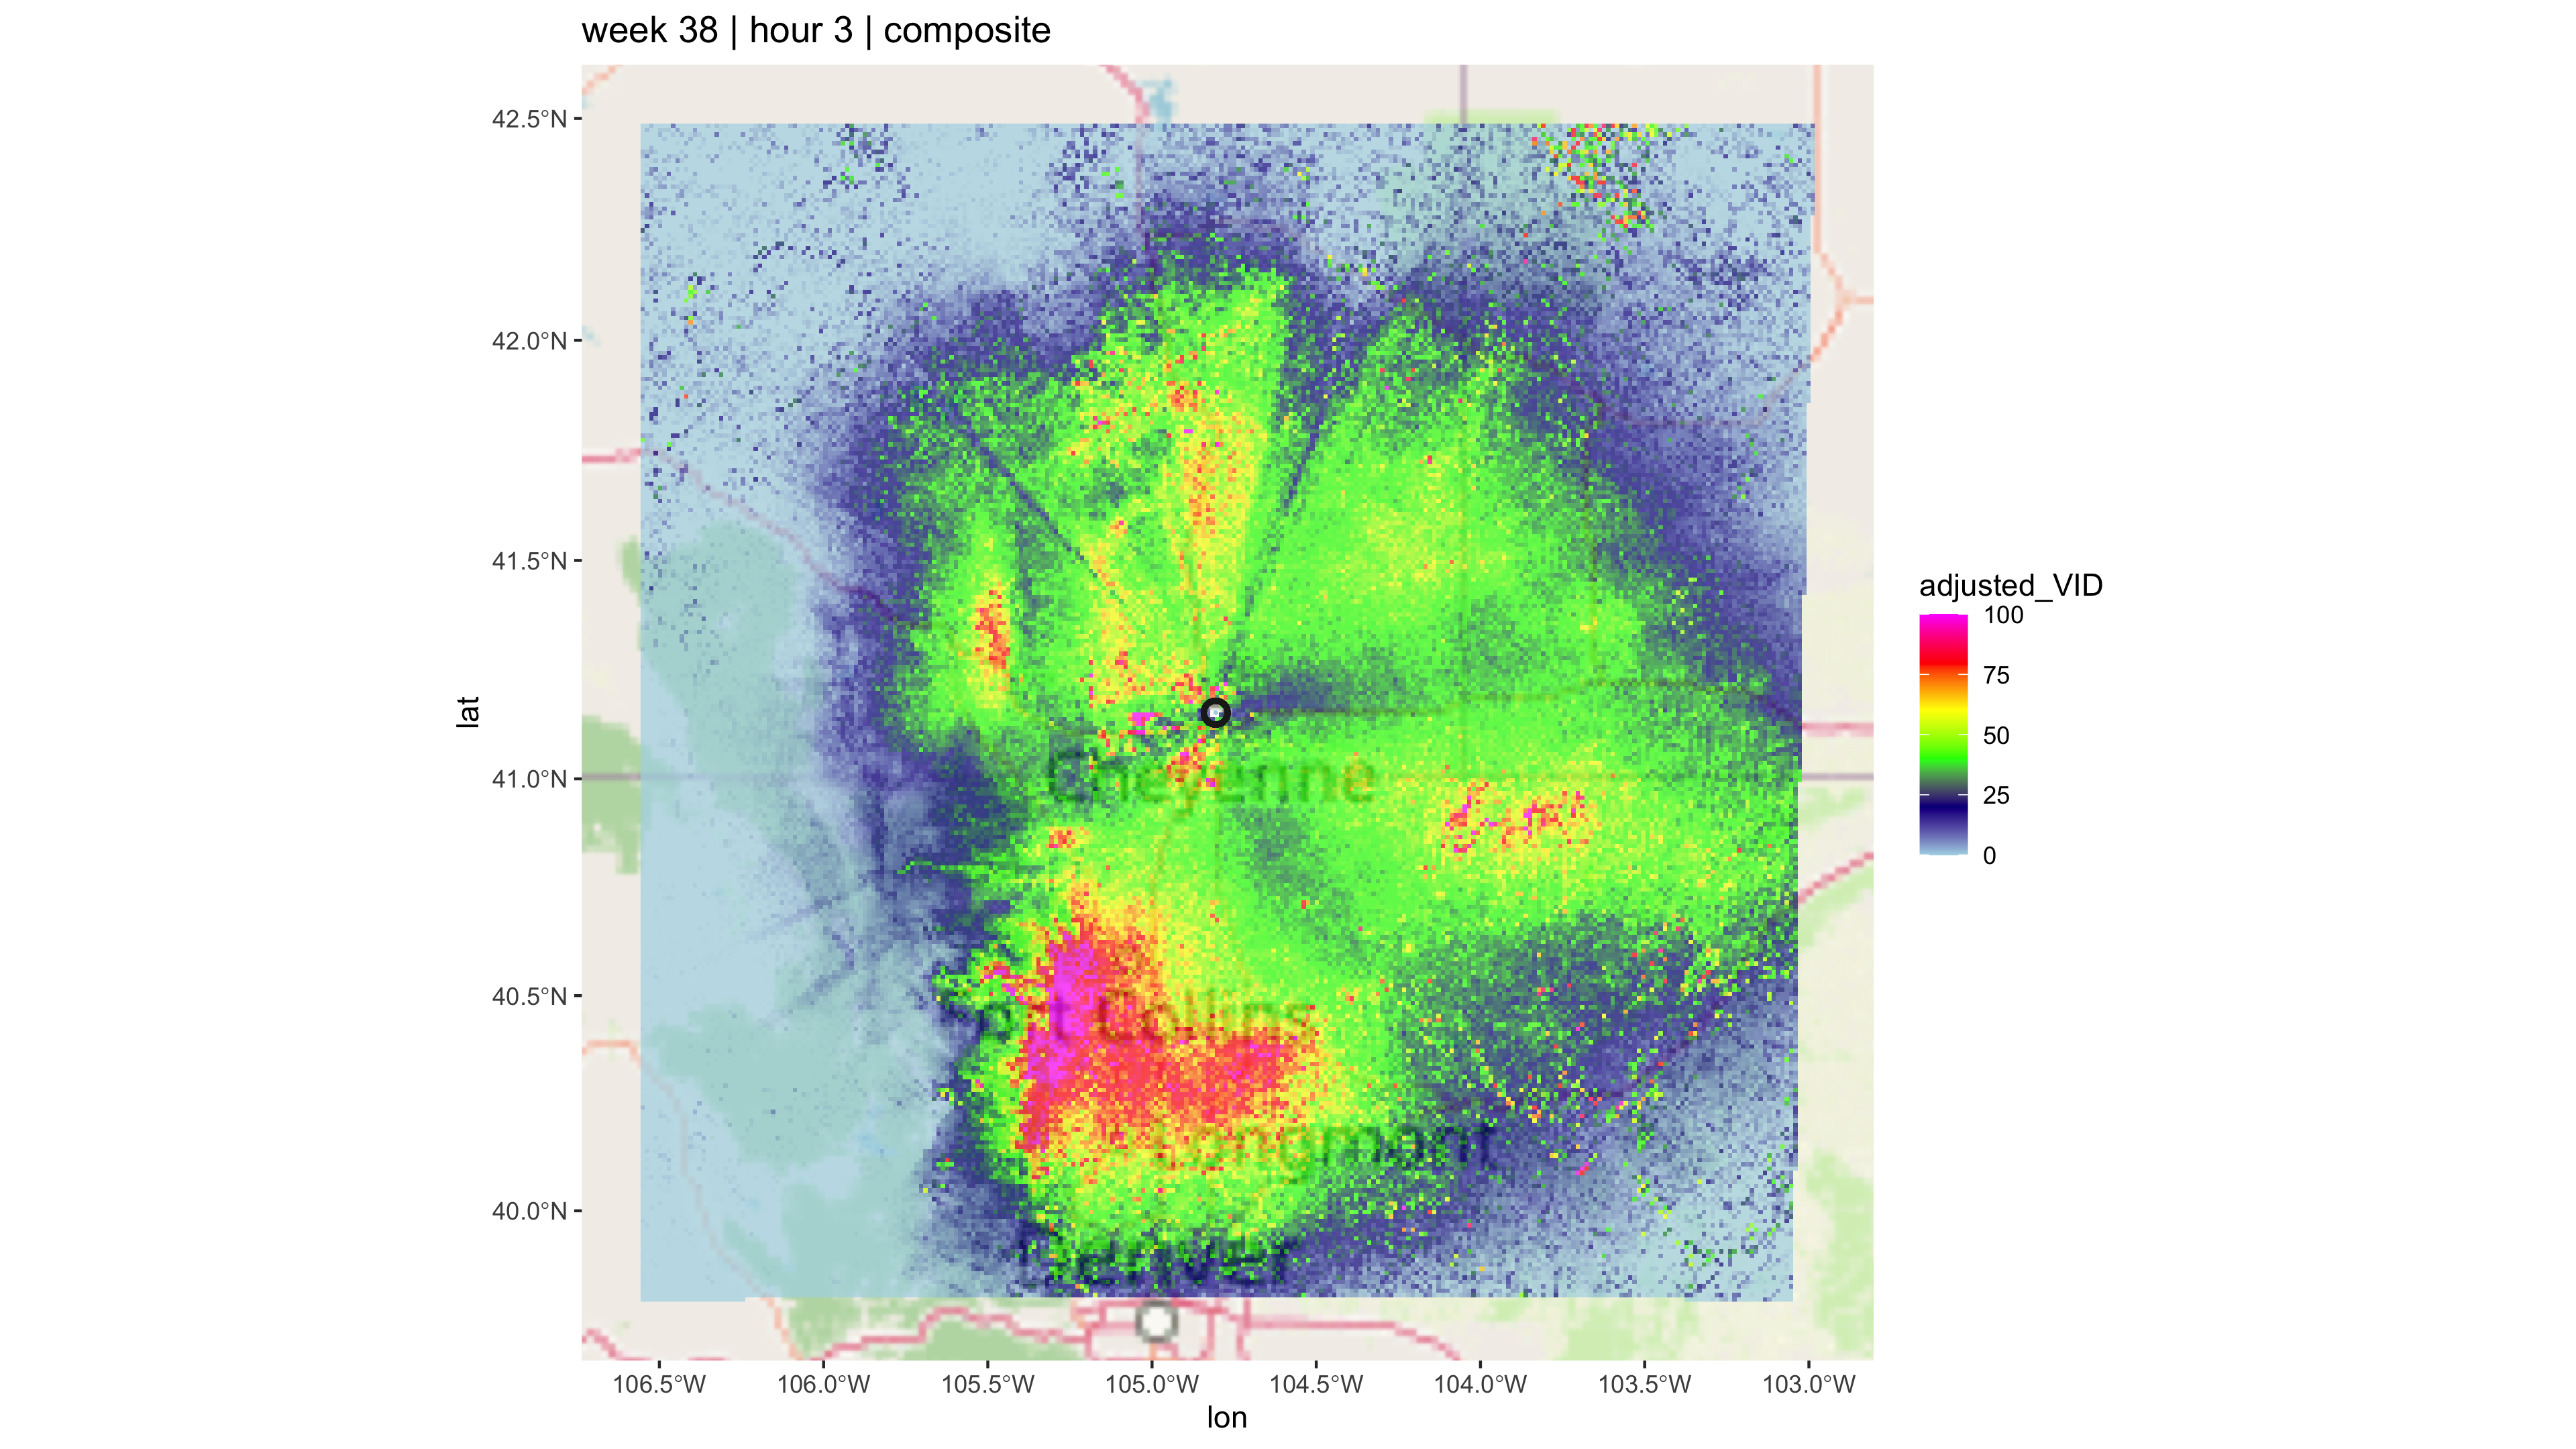 week 38 | hour 3 | composite
42.5°N
42.0°N
41.5°N
41.0°N
40.5°N
40.0°N
lat
Cheyenne
Fort Collins
Longmont
Denver
106.5°W 106.0°W 105.5°W 105.0°W 104.5°W 104.0°W 103.5°W 103.0°W
lon
adjusted_VID
100
75
50
25
0